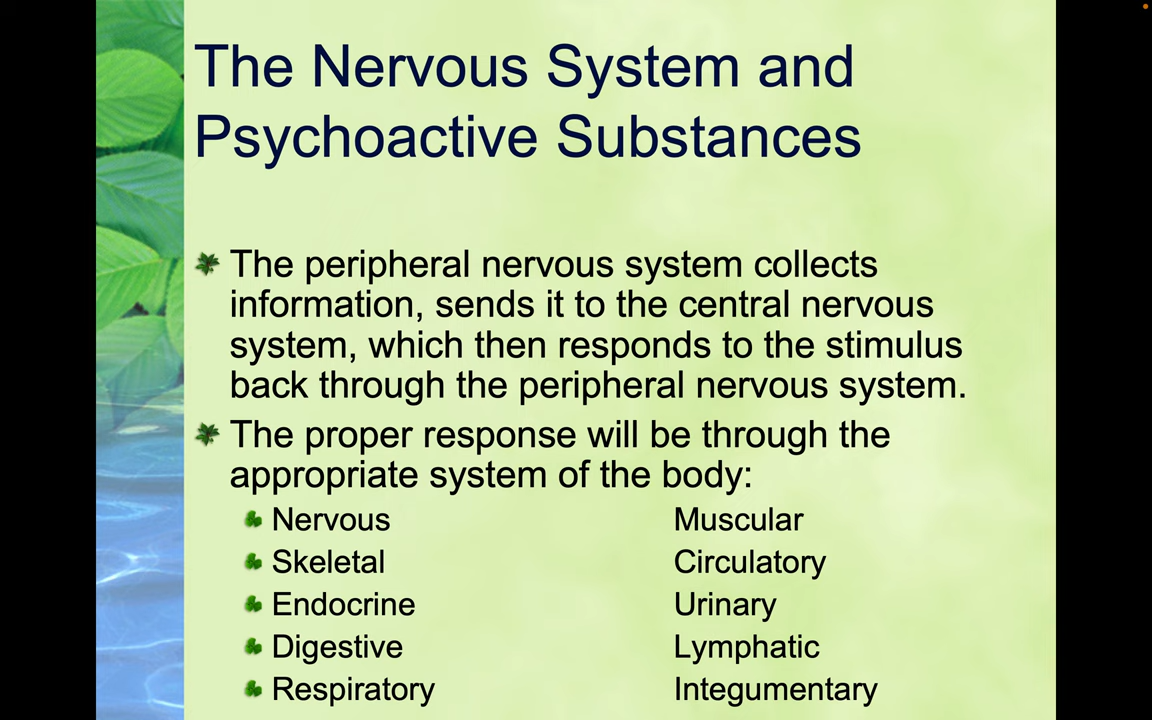 The Nervous System and
Psychoactive Substances
The peripheral nervous system collects
information, sends it to the central nervous
system, which then responds to the stimulus
back through the peripheral nervous system.
The proper response will be through the
appropriate system of the body:
Nervous Muscular
Skeletal Circulatory
Endocrine Urinary
Digestive Lymphatic
Respiratory Integumentary